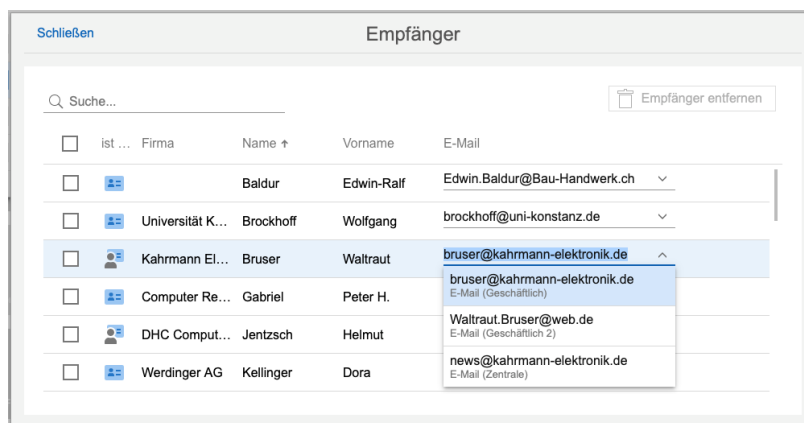 Schließen Empfänger
Suche... Empfänger entfernen
ist ... Firma Name Vorname E-Mail
Baldur Edwin-Ralf Edwin.Baldur@Bau-Handwerk.ch
Universität K... Brockhoff Wolfgang brockhoff@uni-konstanz.de
Kahrmann El... Bruser Waltraut bruser@kahrmann-elektronik.de
bruser@kahrmann-elektronik.de
E-Mail (Geschäftlich)
Computer Re... Gabriel Peter H.
Waltraut.Bruser@web.de
E-Mail (Geschäftlich 2)
DHC Comput... Jentzsch Helmut
news@kahrmann-elektronik.de
E-Mail (Zentrale)
Werdinger AG Kellinger Dora